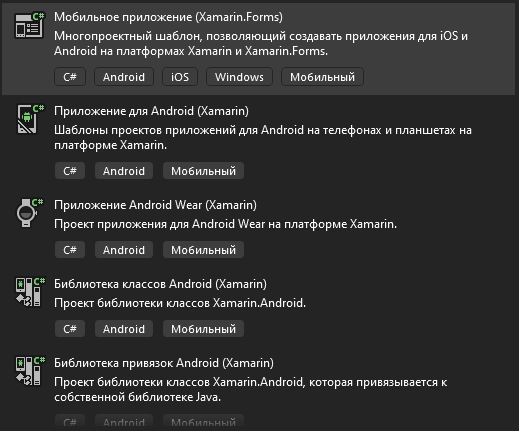 Мобильное приложение (Xamarin.Forms)
Многопроектный шаблон, позволяющий создавать приложения для iOS и
Android на платформах Xamarin и Xamarin.Forms.
C# Android iOS Windows Мобильный
Приложение для Android (Xamarin)
Шаблоны проектов приложений для Android на телефонах и планшетах на
платформе Xamarin.
C# Android Мобильный
Приложение Android Wear (Xamarin)
Проект приложения для Android Wear на платформе Xamarin.
C# Android Мобильный
Библиотека классов Android (Xamarin)
Проект библиотеки классов Xamarin.Android.
C# Android Мобильный
Библиотека привязок Android (Xamarin)
Проект библиотеки классов Xamarin.Android, которая привязывается к
собственной библиотеке Java.
C# Android Мобильный